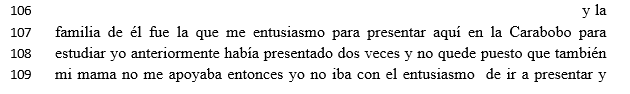 106 y la
107 familia de él fue la que me entusiasmo para presentar aquí en la Carabobo para
108 estudiar yo anteriormente había presentado dos veces y no quede puesto que también
109 mi mama no me apoyaba entonces yo no iba con el entusiasmo de ir a presentar y